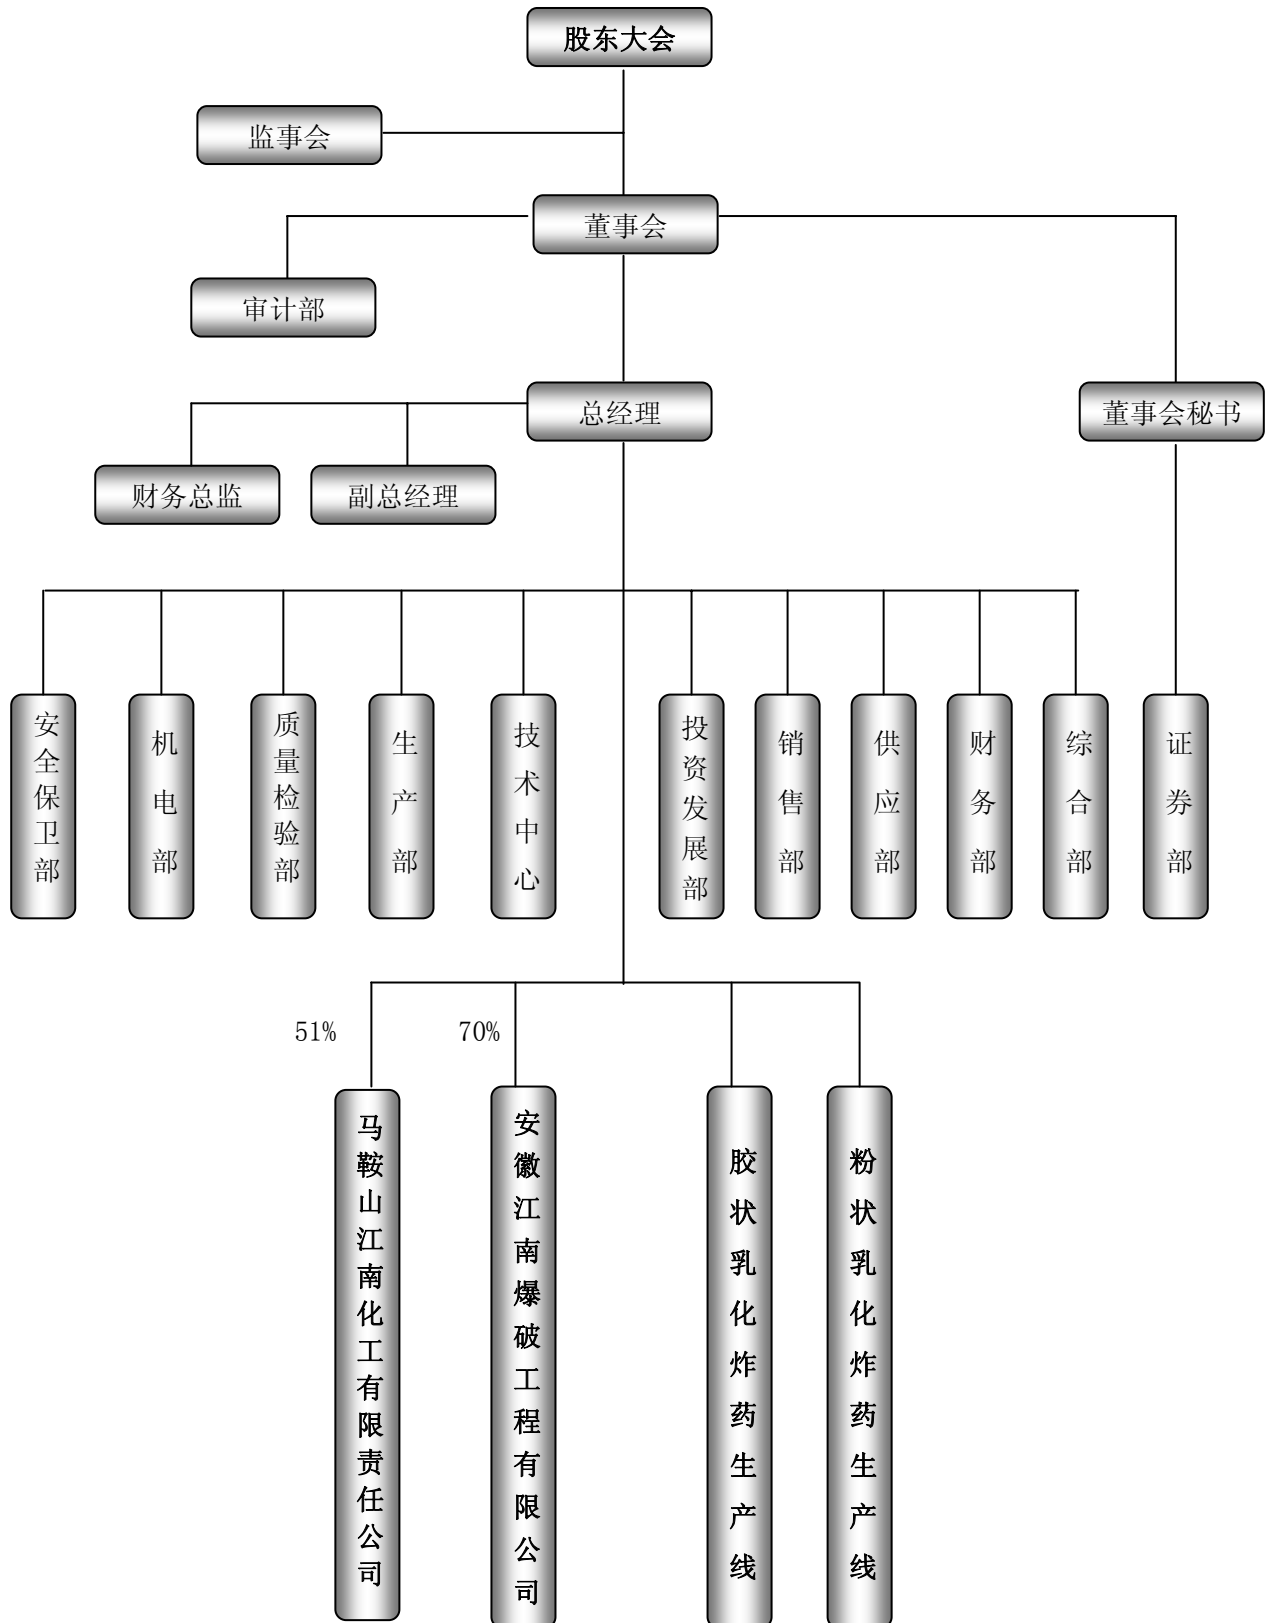 股东大会
监事会
董事会
审计部
总经理
董事会秘书
财务总监
副总经理
安全保卫部
机电部
质量检验部
生产部
技术中心
投资发展部
销售部
供应部
财务部
综合部
证券部
51%
70%
马鞍山江南化工有限责任公司
安徽江南爆破工程有限公司
胶状乳化炸药生产线
粉状乳化炸药生产线